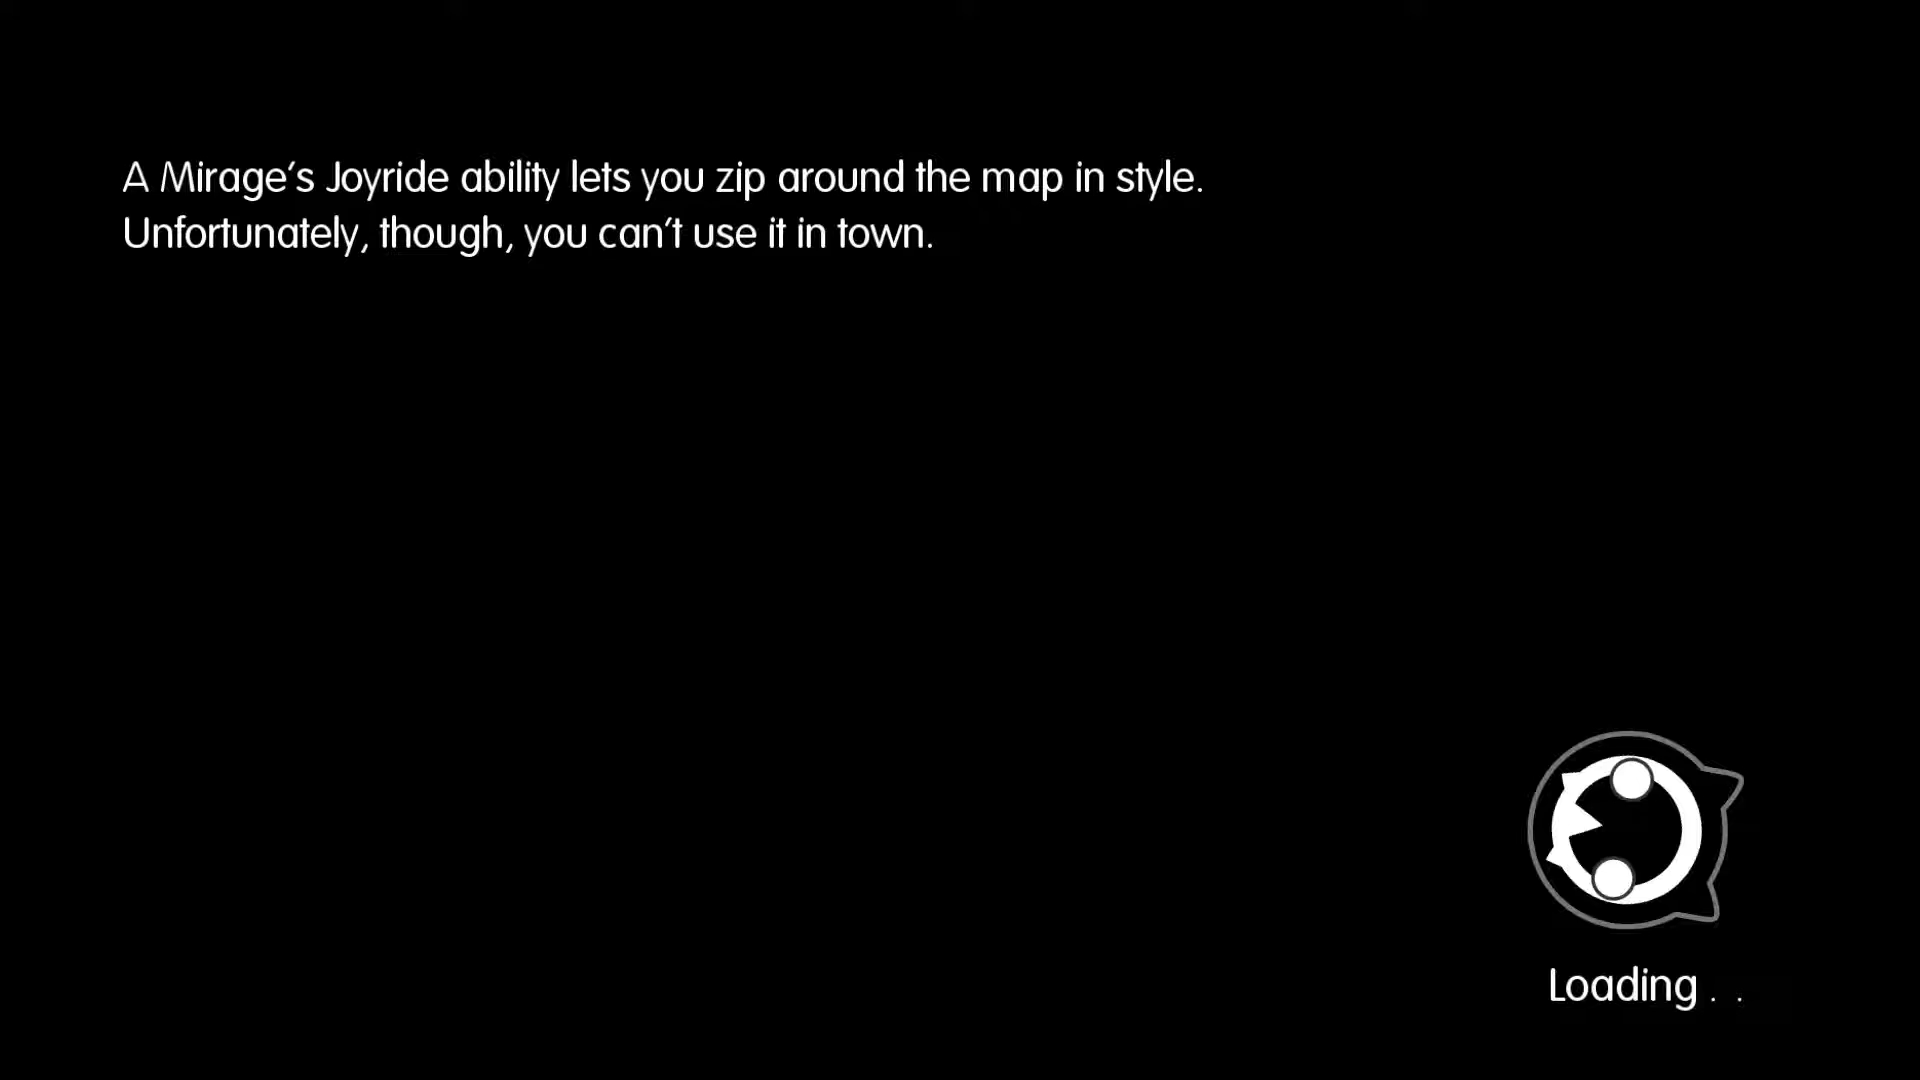 A Mirage's Joyride ability lets you zip around the map in style.
Unfortunately, though, you can't use it in town.
Loading . .